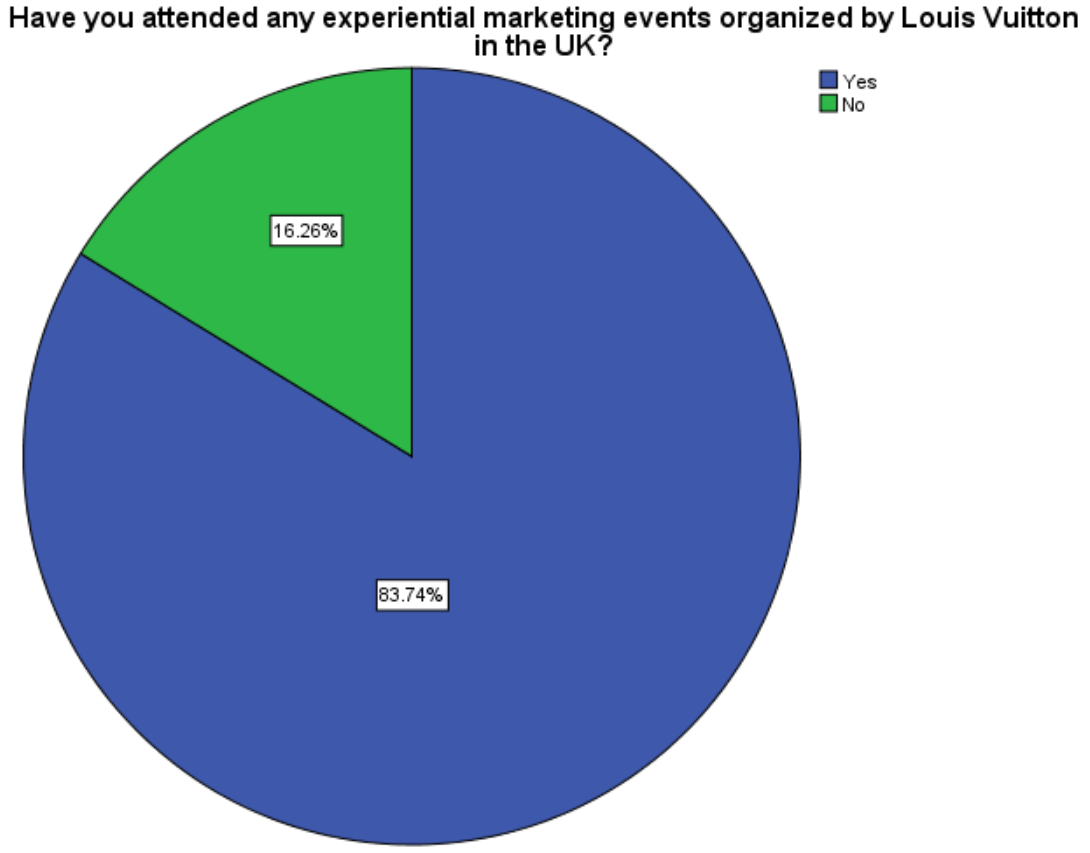 Have you attended any experiential marketing events organized by Louis Vuitton
in the UK?
Yes
No
16.26%
83.74%